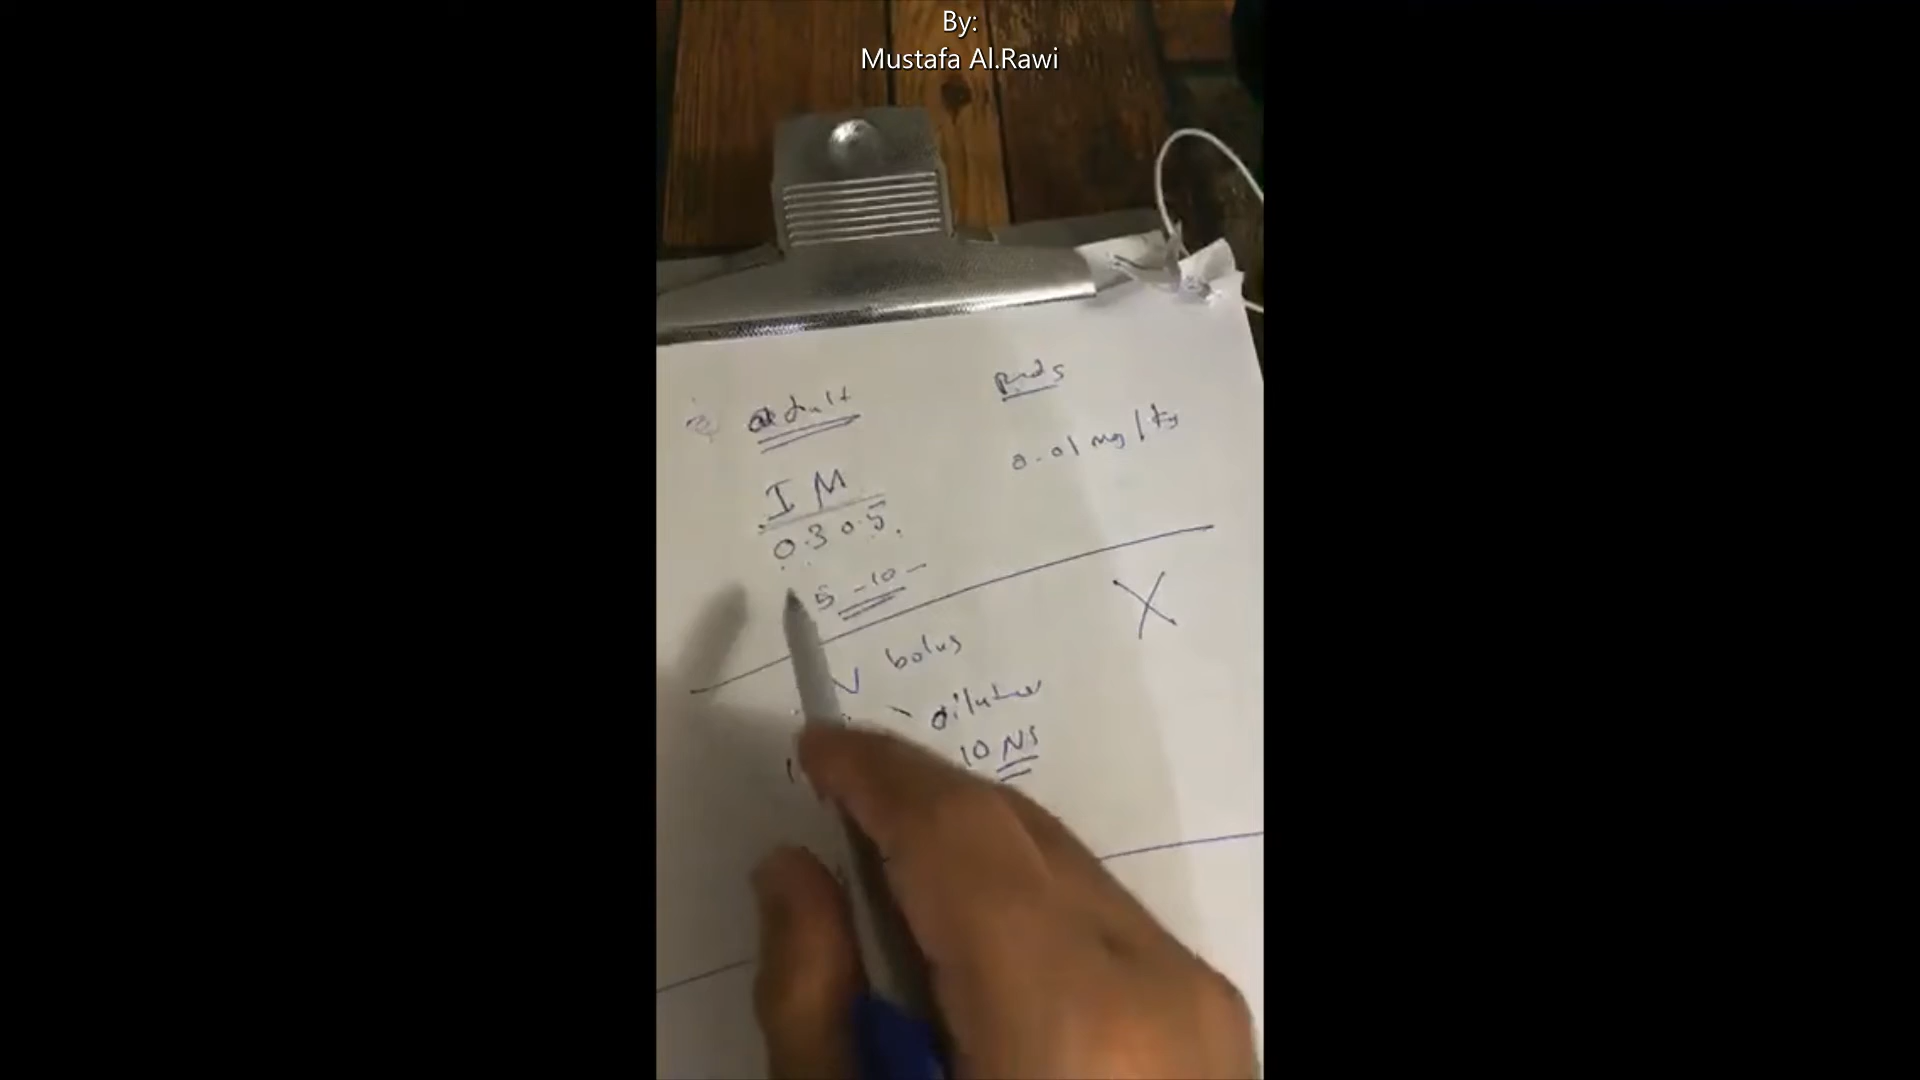 By:
Mustafa Al.Rawi
adult
peds
IM
0.01 mg/kg
0.3 0.5
5 - 10 -
V bolus
dilution
10 NS